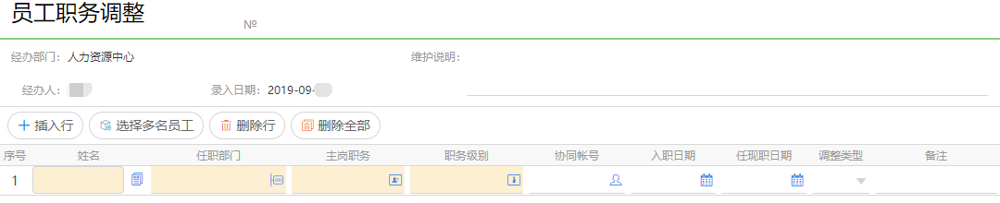 员工职务调整
№
经办部门：人力资源中心 维护说明：
经办人： 录入日期：2019-09-
插入行 选择多名员工 删除行 删除全部
序号 姓名 任职部门 主岗职务 职务级别 协同帐号 入职日期 任现职日期 调整类型 备注
1